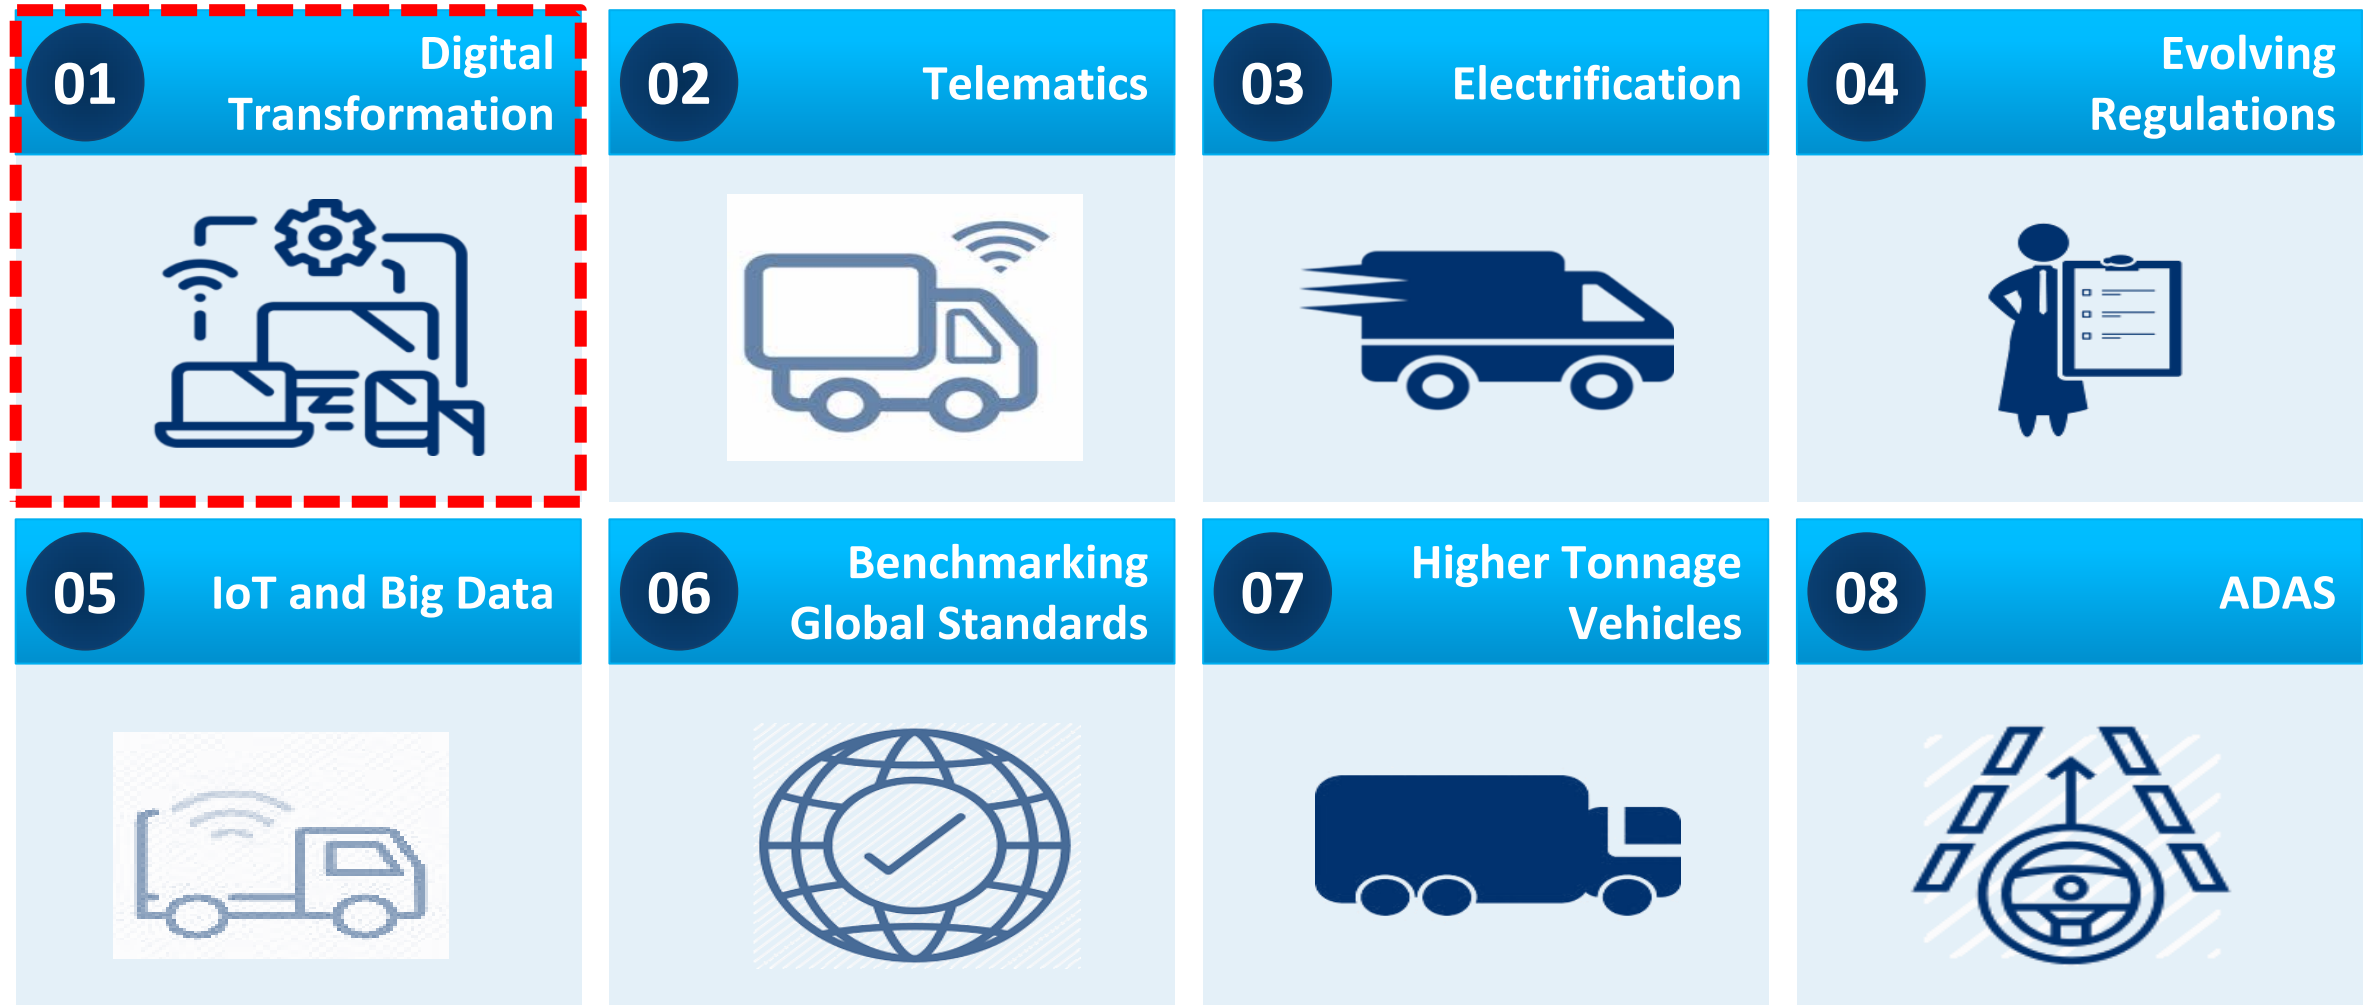 01
Digital
Transformation
02
Telematics
03
Electrification
04
Evolving
Regulations
05
IoT and Big Data
06
Benchmarking
Global Standards
07
Higher Tonnage
Vehicles
08
ADAS